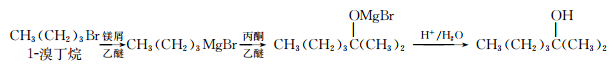 OMgBr OH
CH₃(CH₂)₃Br 镁屑 乙醚 CH₃(CH₂)₃MgBr 丙酮 乙醚 CH₃(CH₂)₃C(CH₃)₂ H⁺/H₂O CH₃(CH₂)₃C(CH₃)₂
1-溴丁烷